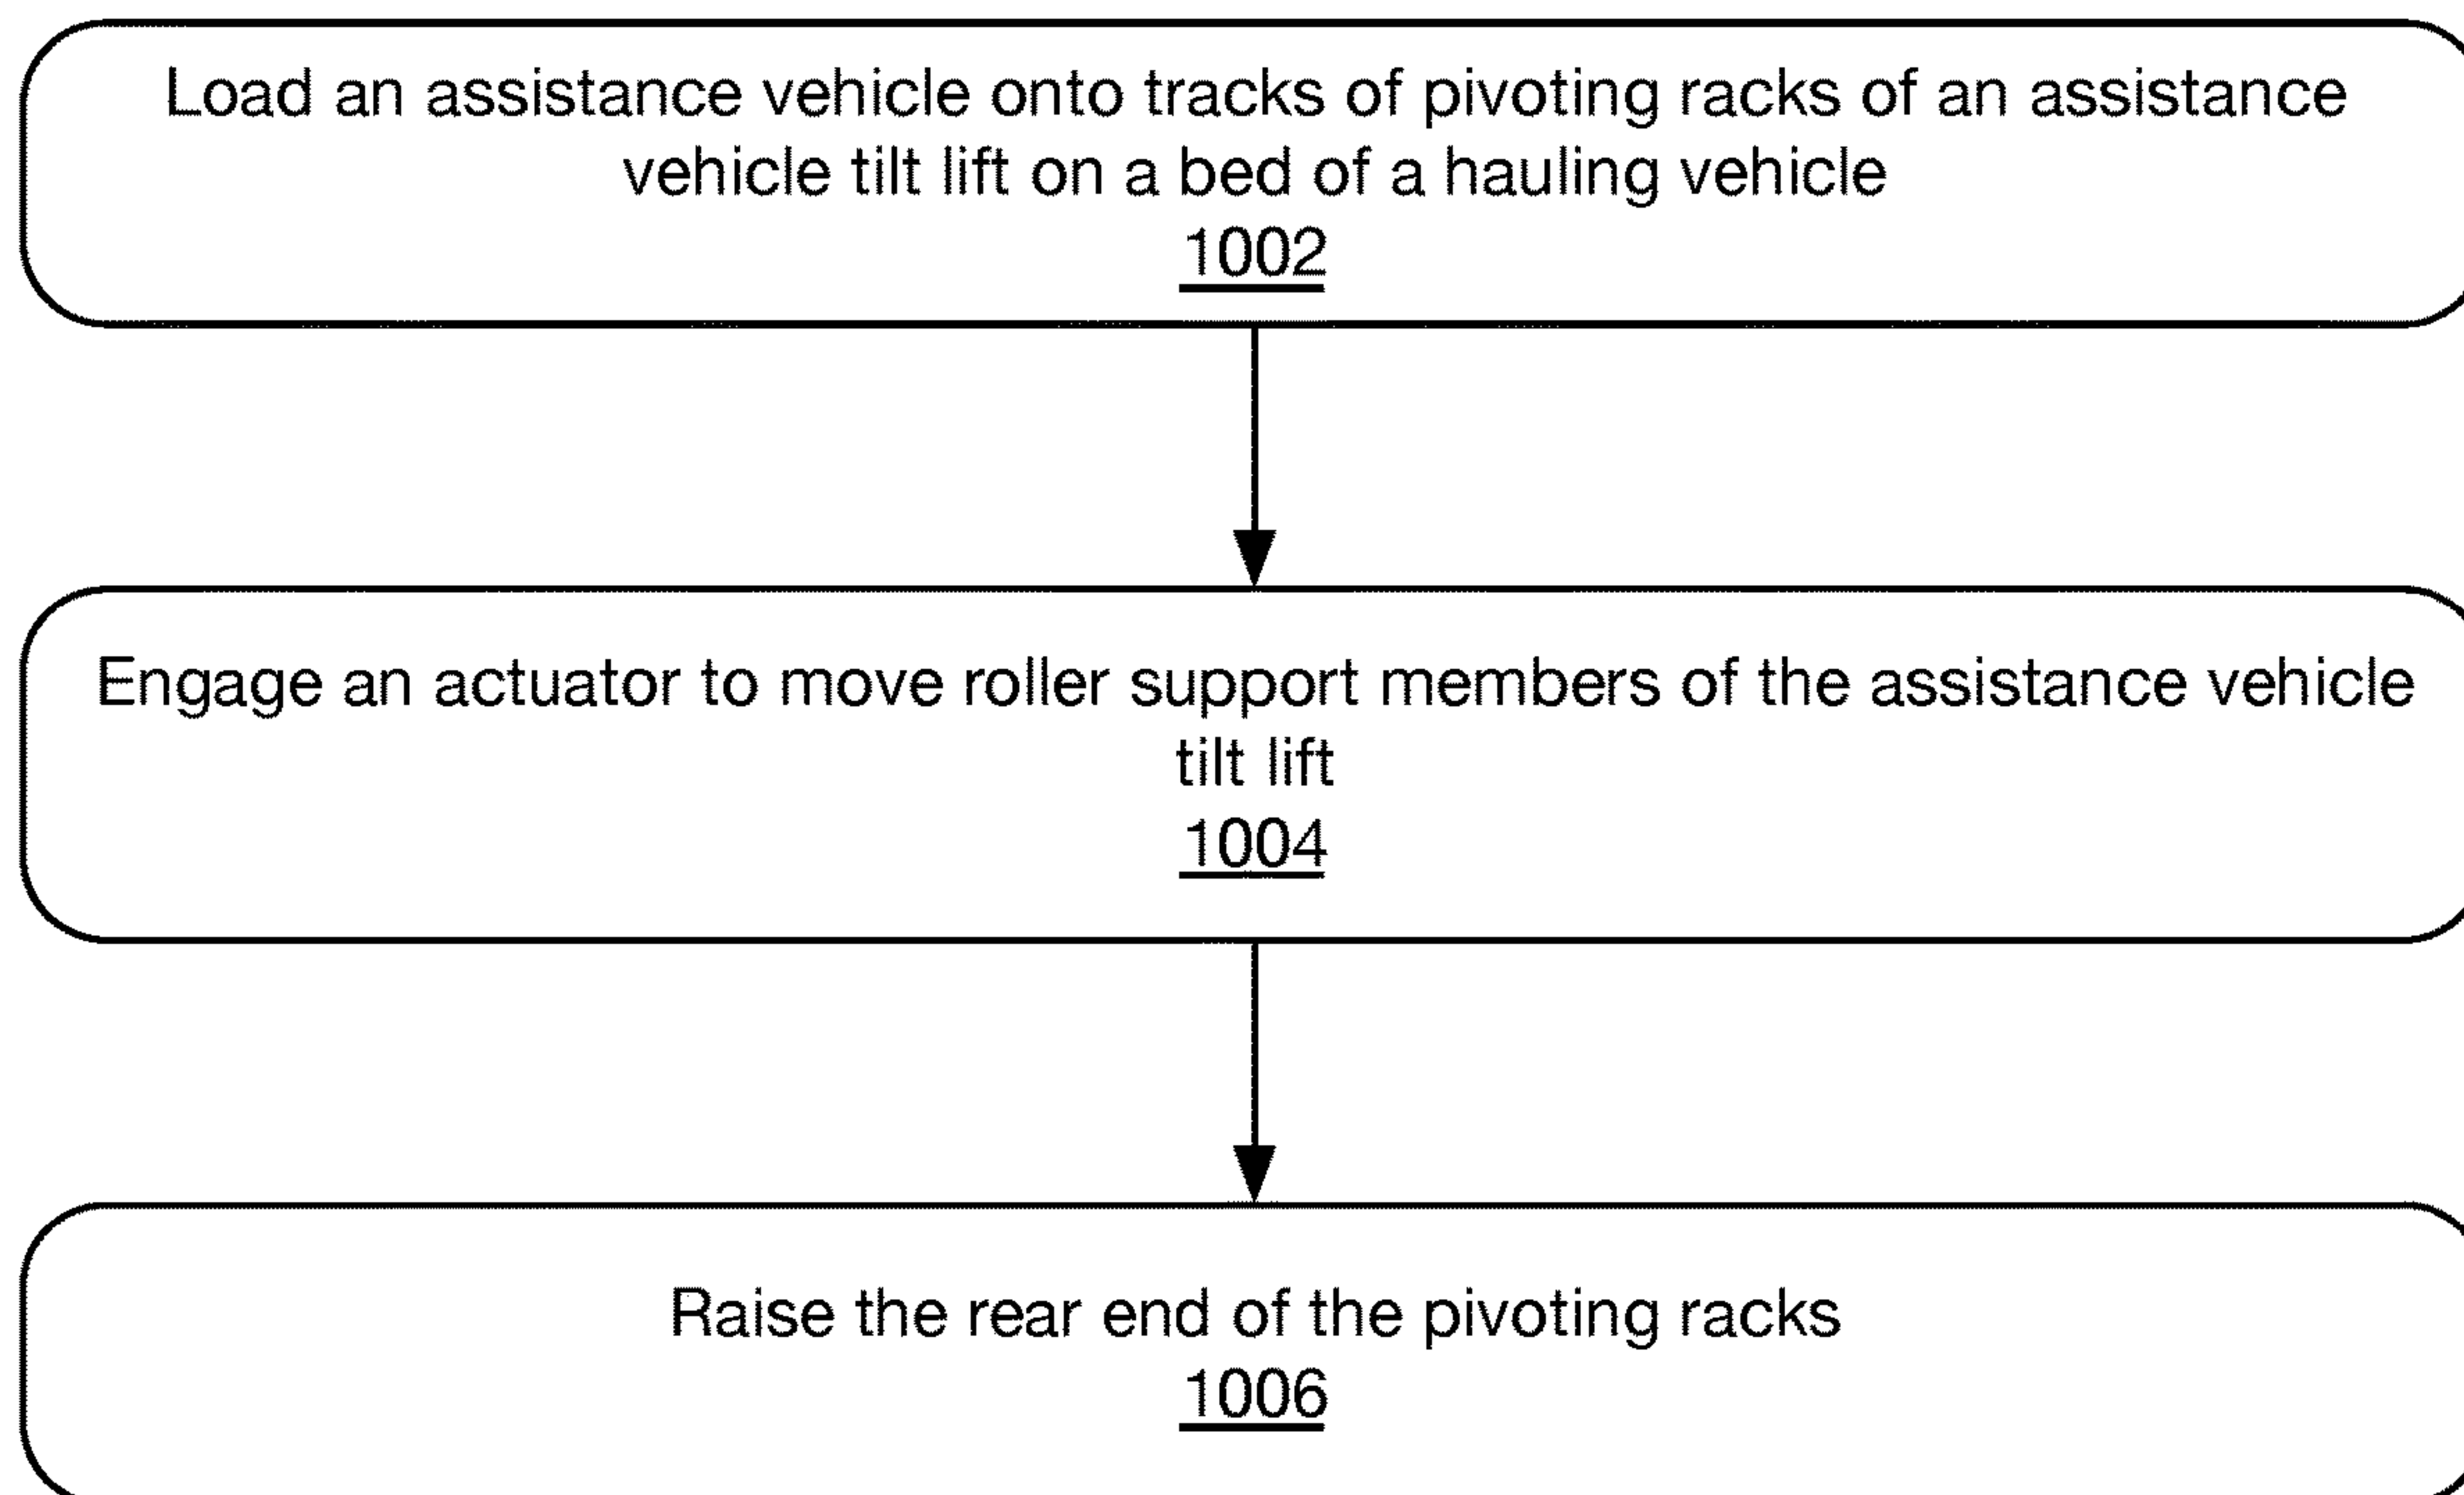 Load an assistance vehicle onto tracks of pivoting racks of an assistance
vehicle tilt lift on a bed of a hauling vehicle
1002
Engage an actuator to move roller support members of the assistance vehicle
tilt lift
1004
Raise the rear end of the pivoting racks
1006